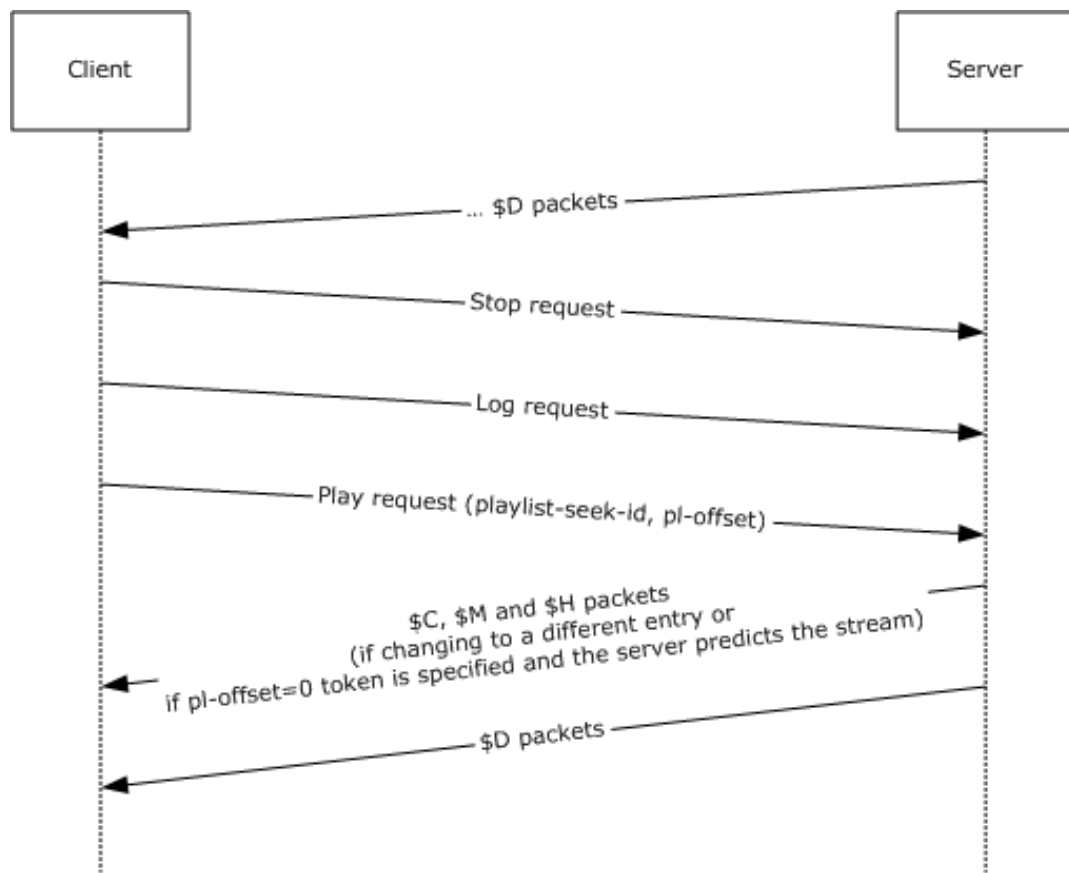 Client
Server
... $D packets
Stop request
Log request
Play request (playlist-seek-id, pl-offset)
$C, $M and $H packets
(if changing to a different entry or
if pl-offset=0 token is specified and the server predicts the stream)
$D packets